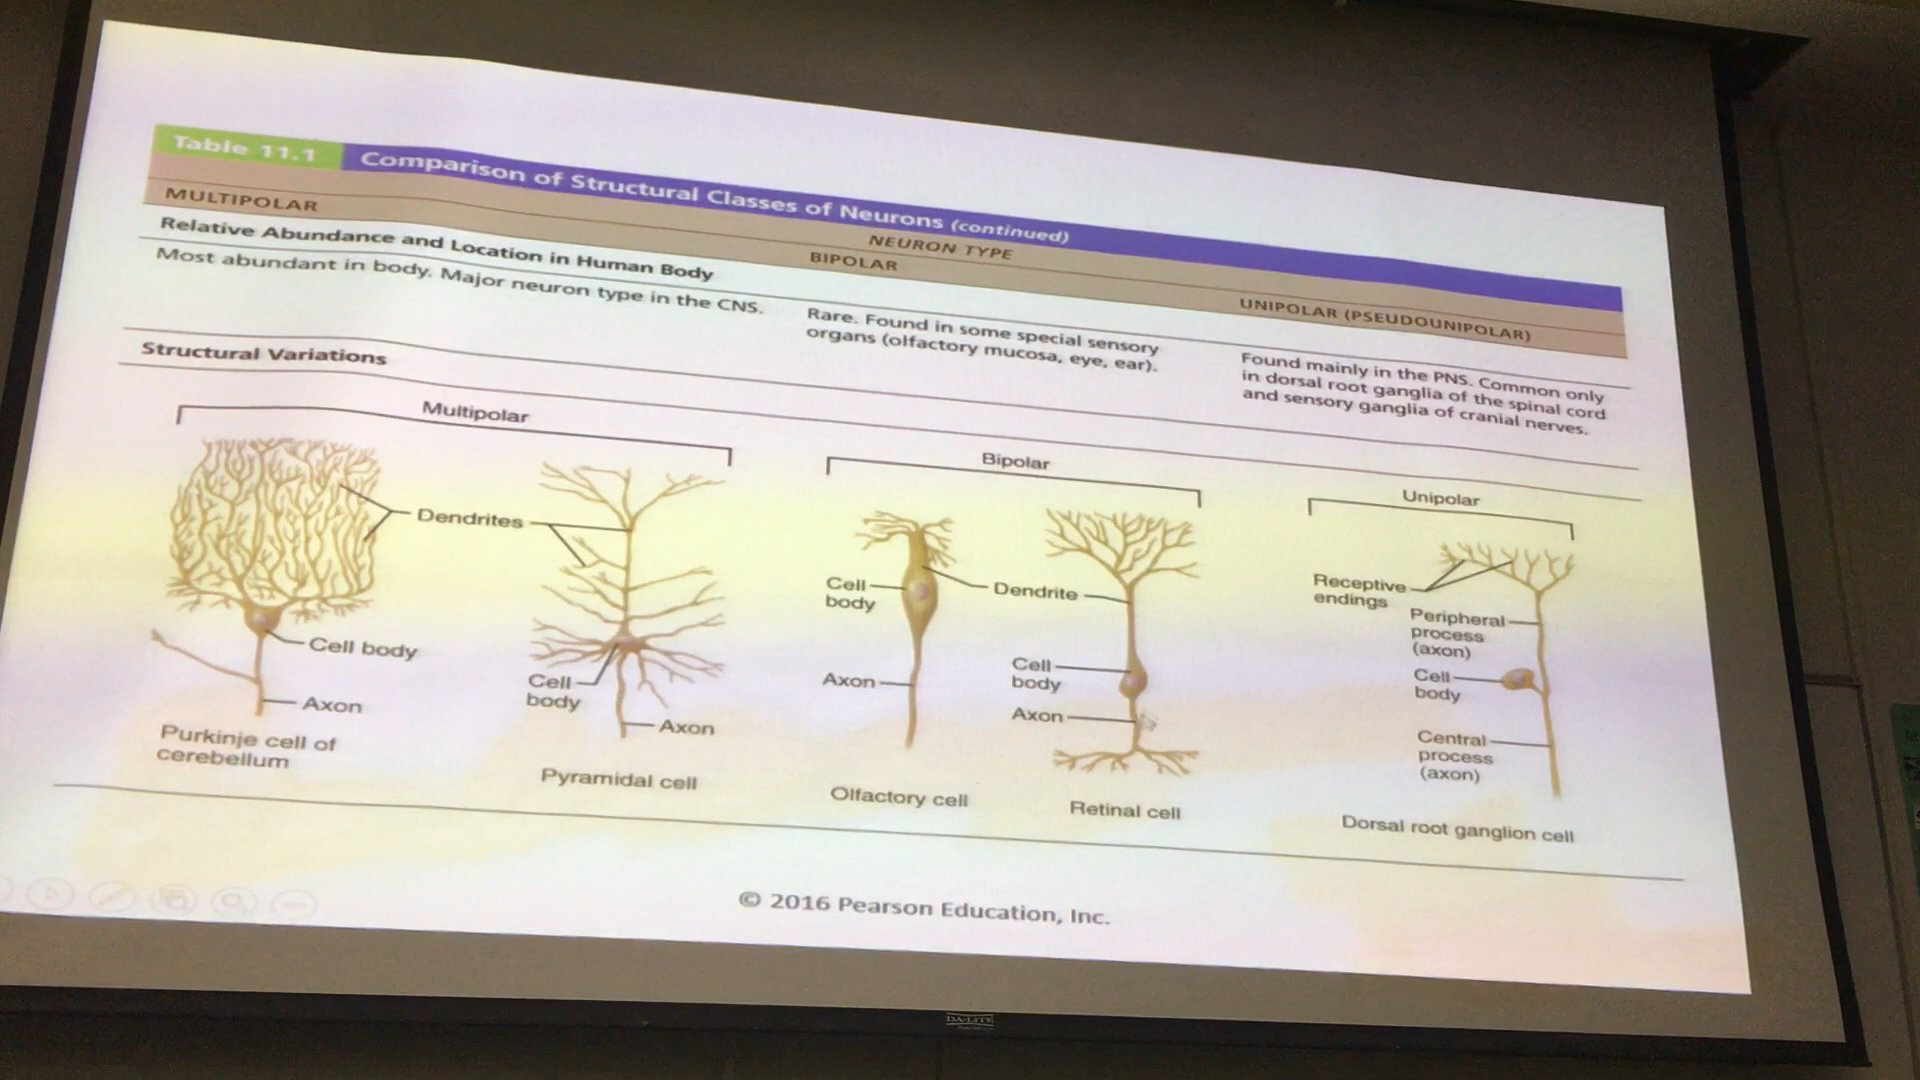 Table 11.1 Comparison of Structural Classes of Neurons (continued)
NEURON TYPE
MULTIPOLAR BIPOLAR UNIPOLAR (PSEUDOUNIPOLAR)
Relative Abundance and Location in Human Body
Most abundant in body. Major neuron type in the CNS.
Rare. Found in some special sensory
organs (olfactory mucosa, eye, ear).
Found mainly in the PNS. Common only
in dorsal root ganglia of the spinal cord
and sensory ganglia of cranial nerves.
Structural Variations
Multipolar
Dendrites
Cell body
Axon
Purkinje cell of
cerebellum
Cell
body
Axon
Pyramidal cell
Bipolar
Cell
body
Dendrite
Axon
Olfactory cell
Cell
body
Axon
Retinal cell
Unipolar
Receptive
endings
Peripheral
process
(axon)
Cell
body
Central
process
(axon)
Dorsal root ganglion cell
© 2016 Pearson Education, Inc.
DA-LITE